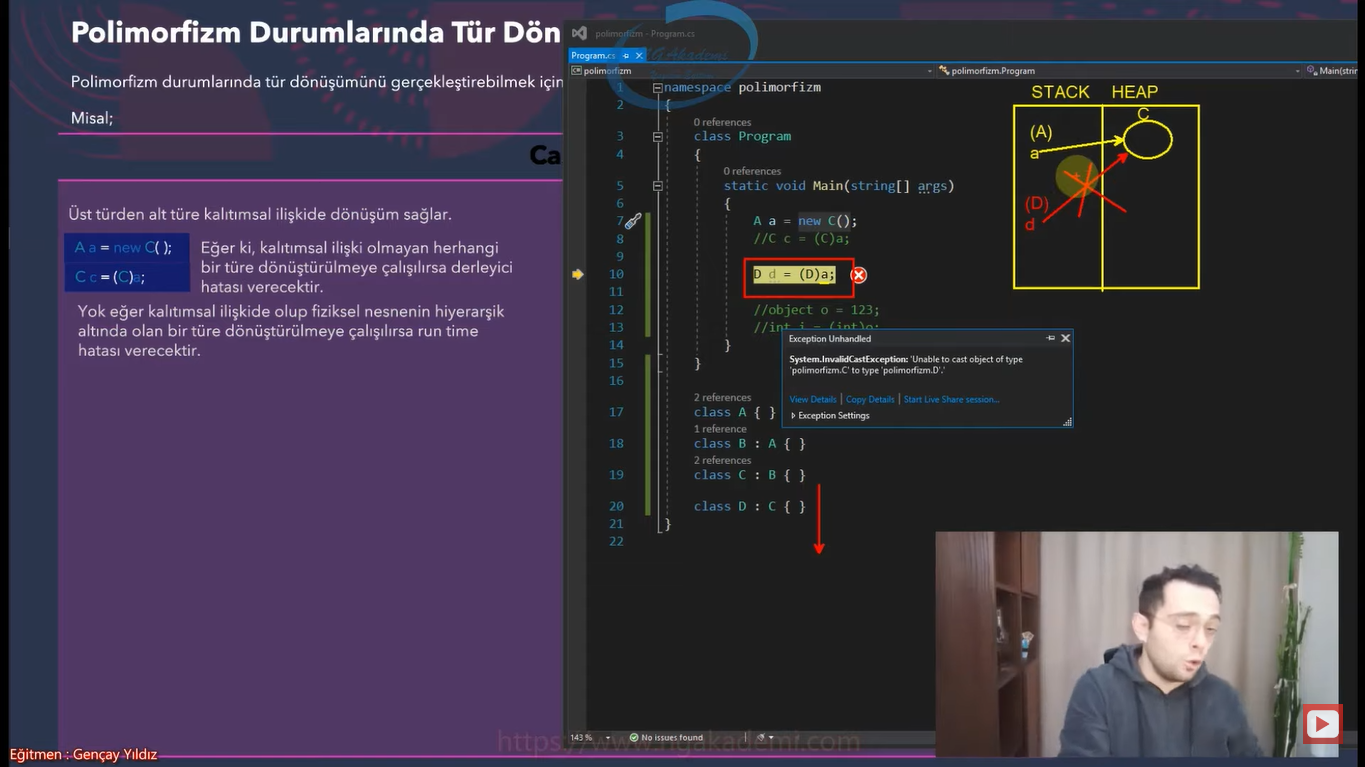 Polimorfizm Durumlarında Tür Dön
Polimorfizm durumlarında tür dönüşümünü gerçekleştirebilmek için
Misal;
Ca
Üst türden alt türe kalıtımsal ilişkide dönüşüm sağlar.
A a = new C( );
C c = (C)a;
Eğer ki, kalıtımsal ilişki olmayan herhangi
bir türe dönüştürülmeye çalışılırsa derleyici
hatası verecektir.
Yok eğer kalıtımsal ilişkide olup fiziksel nesnenin hiyerarşik
altında olan bir türe dönüştürülmeye çalışılırsa run time
hatası verecektir.
polimorfizm - Program.cs
Program.cs
polimorfizm
polimorfizm.Program
Main(strin
1 namespace polimorfizm
2 {
0 references
3 class Program
4 {
0 references
5 static void Main(string[] args)
6 {
7 A a = new C();
8 //C c = (C)a;
9
10 D d = (D)a;
11
12 //object o = 123;
13 //int i = (int)o;
14 }
15 }
16
2 references
17 class A { }
1 reference
18 class B : A { }
2 references
19 class C : B { }
20 class D : C { }
21 }
22
Exception Unhandled
System.InvalidCastException: 'Unable to cast object of type
'polimorfizm.C' to type 'polimorfizm.D'.'
View Details | Copy Details | Start Live Share session...
Exception Settings
STACK HEAP
C
(A)
a
(D)
d
143 %
No issues found
https://www.ngakademi.com
Eğitmen : Gençay Yıldız